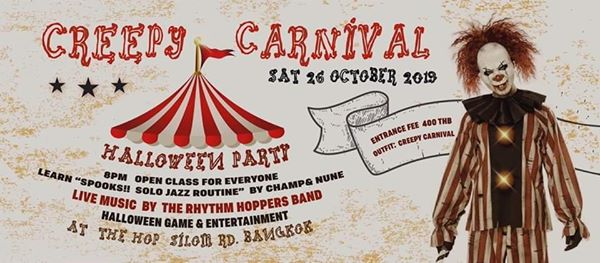 CREEPY CARNIVAL
SAT 26 OCTOBER 2019
ENTRANCE FEE 400 THB
OUTFIT: CREEPY CARNIVAL
HALLOWEEN PARTY
8PM OPEN CLASS FOR EVERYONE
LEARN "SPOOKS!! SOLO JAZZ ROUTINE" BY CHAMP& NUNE
LIVE MUSIC BY THE RHYTHM HOPPERS BAND
HALLOWEEN GAME & ENTERTAINMENT
AT THE HOP SILOM RD. BANGKOK